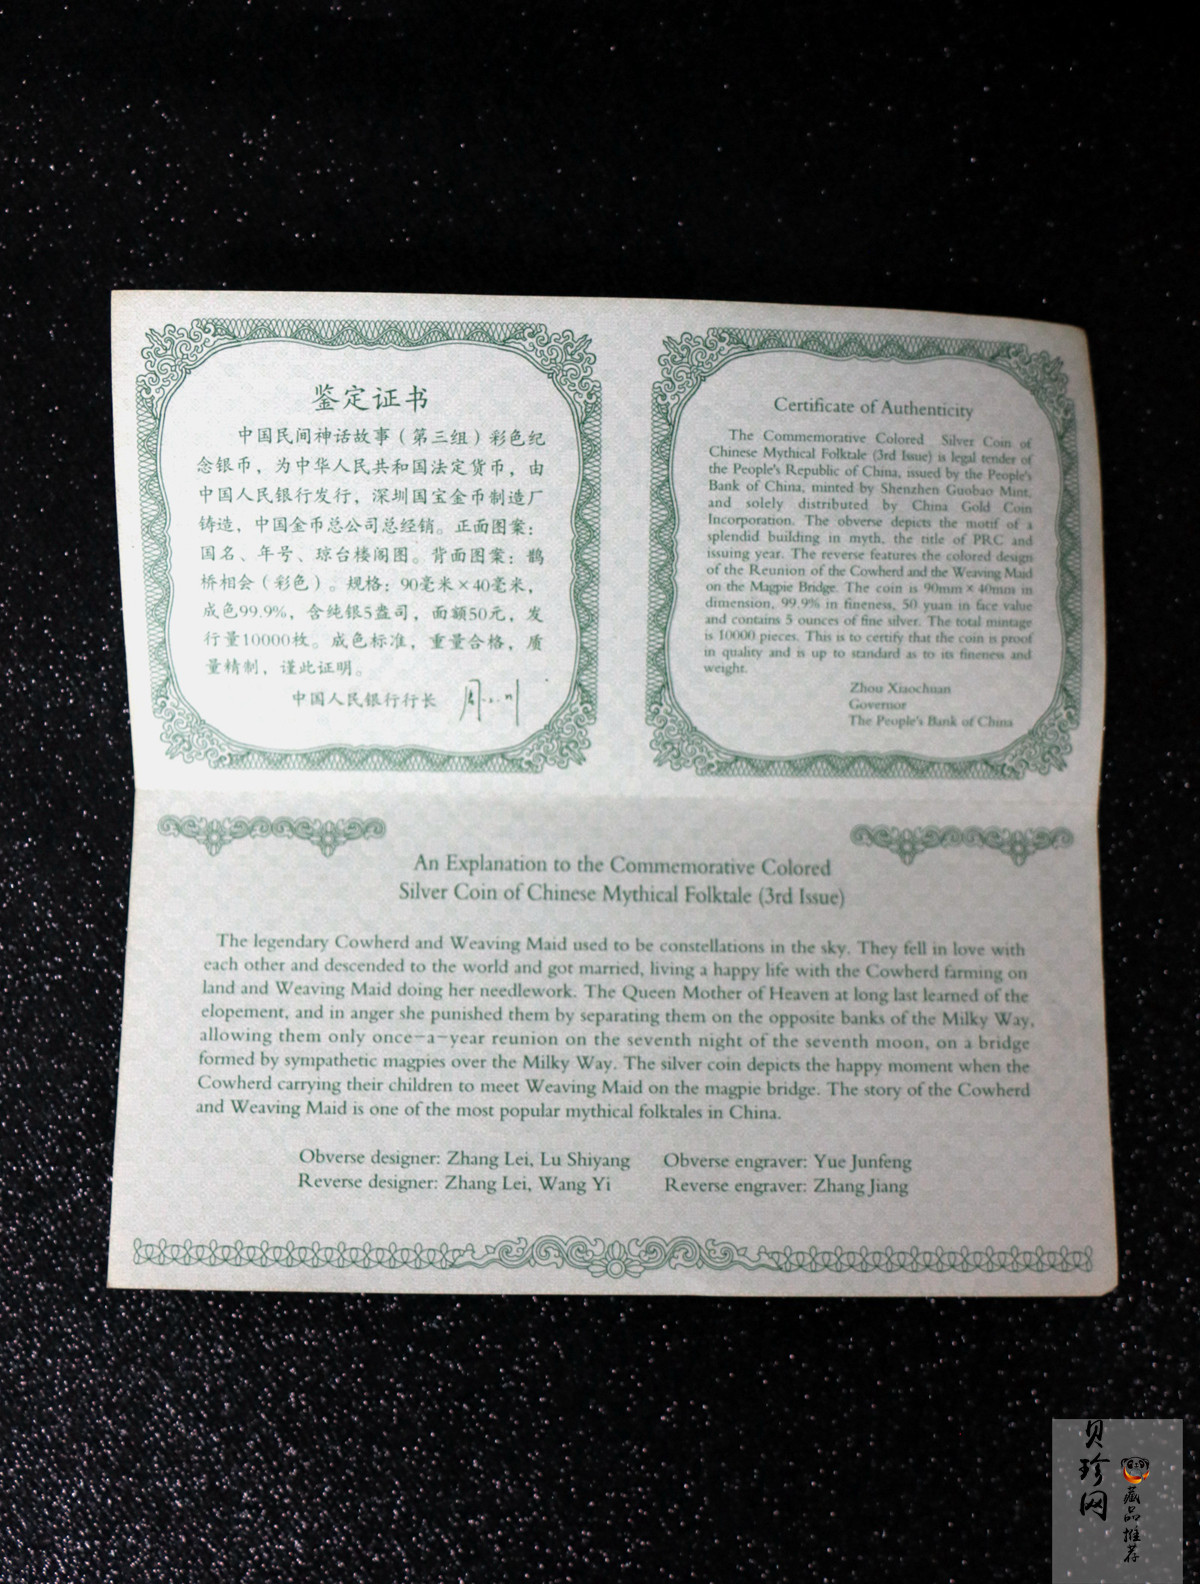 鉴定证书
中国民间神话故事（第三组）彩色纪
念银币，为中华人民共和国法定货币，由
中国人民银行发行，深圳国宝金币制造厂
铸造，中国金币总公司总经销。正面图案：
国名、年号、琼台楼阁图。背面图案：鹊
桥相会（彩色）。规格：90毫米×40毫米，
成色99.9%，含纯银5盎司，面额50元，发
行量10000枚。成色标准，重量合格，质
量精制，谨此证明。
中国人民银行行长
Certificate of Authenticity
The Commemorative Colored Silver Coin of
Chinese Mythical Folktale (3rd Issue) is legal tender of
the People's Republic of China, issued by the People's
Bank of China, minted by Shenzhen Guobao Mint,
and solely distributed by China Gold Coin
Incorporation. The obverse depicts the motif of a
splendid building in myth, the title of PRC and
issuing year. The reverse features the colored design
of the Reunion of the Cowherd and the Weaving Maid
on the Magpie Bridge. The coin is 90mm×40mm in
dimension, 99.9% in fineness, 50 yuan in face value
and contains 5 ounces of fine silver. The total mintage
is 10000 pieces. This is to certify that the coin is proof
in quality and is up to standard as to its fineness and
weight.
Zhou Xiaochuan
Governor
The People's Bank of China
An Explanation to the Commemorative Colored
Silver Coin of Chinese Mythical Folktale (3rd Issue)
The legendary Cowherd and Weaving Maid used to be constellations in the sky. They fell in love with
each other and descended to the world and got married, living a happy life with the Cowherd farming on
land and Weaving Maid doing her needlework. The Queen Mother of Heaven at long last learned of the
elopement, and in anger she punished them by separating them on the opposite banks of the Milky Way,
allowing them only once-a-year reunion on the seventh night of the seventh moon, on a bridge
formed by sympathetic magpies over the Milky Way. The silver coin depicts the happy moment when the
Cowherd carrying their children to meet Weaving Maid on the magpie bridge. The story of the Cowherd
and Weaving Maid is one of the most popular mythical folktales in China.
Obverse designer: Zhang Lei, Lu Shiyang Obverse engraver: Yue Junfeng
Reverse designer: Zhang Lei, Wang Yi Reverse engraver: Zhang Jiang
贝珍网
藏品推荐